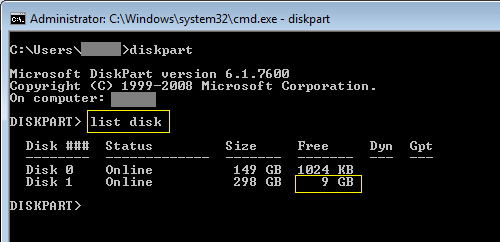 Administrator: C:\Windows\system32\cmd.exe - diskpart
C:\Users\ >diskpart
Microsoft DiskPart version 6.1.7600
Copyright (C) 1999-2008 Microsoft Corporation.
On computer:
DISKPART> list disk
Disk ### Status Size Free Dyn Gpt
-------- ------------- ------- ------- --- ---
Disk 0 Online 149 GB 1024 KB
Disk 1 Online 298 GB 9 GB
DISKPART>